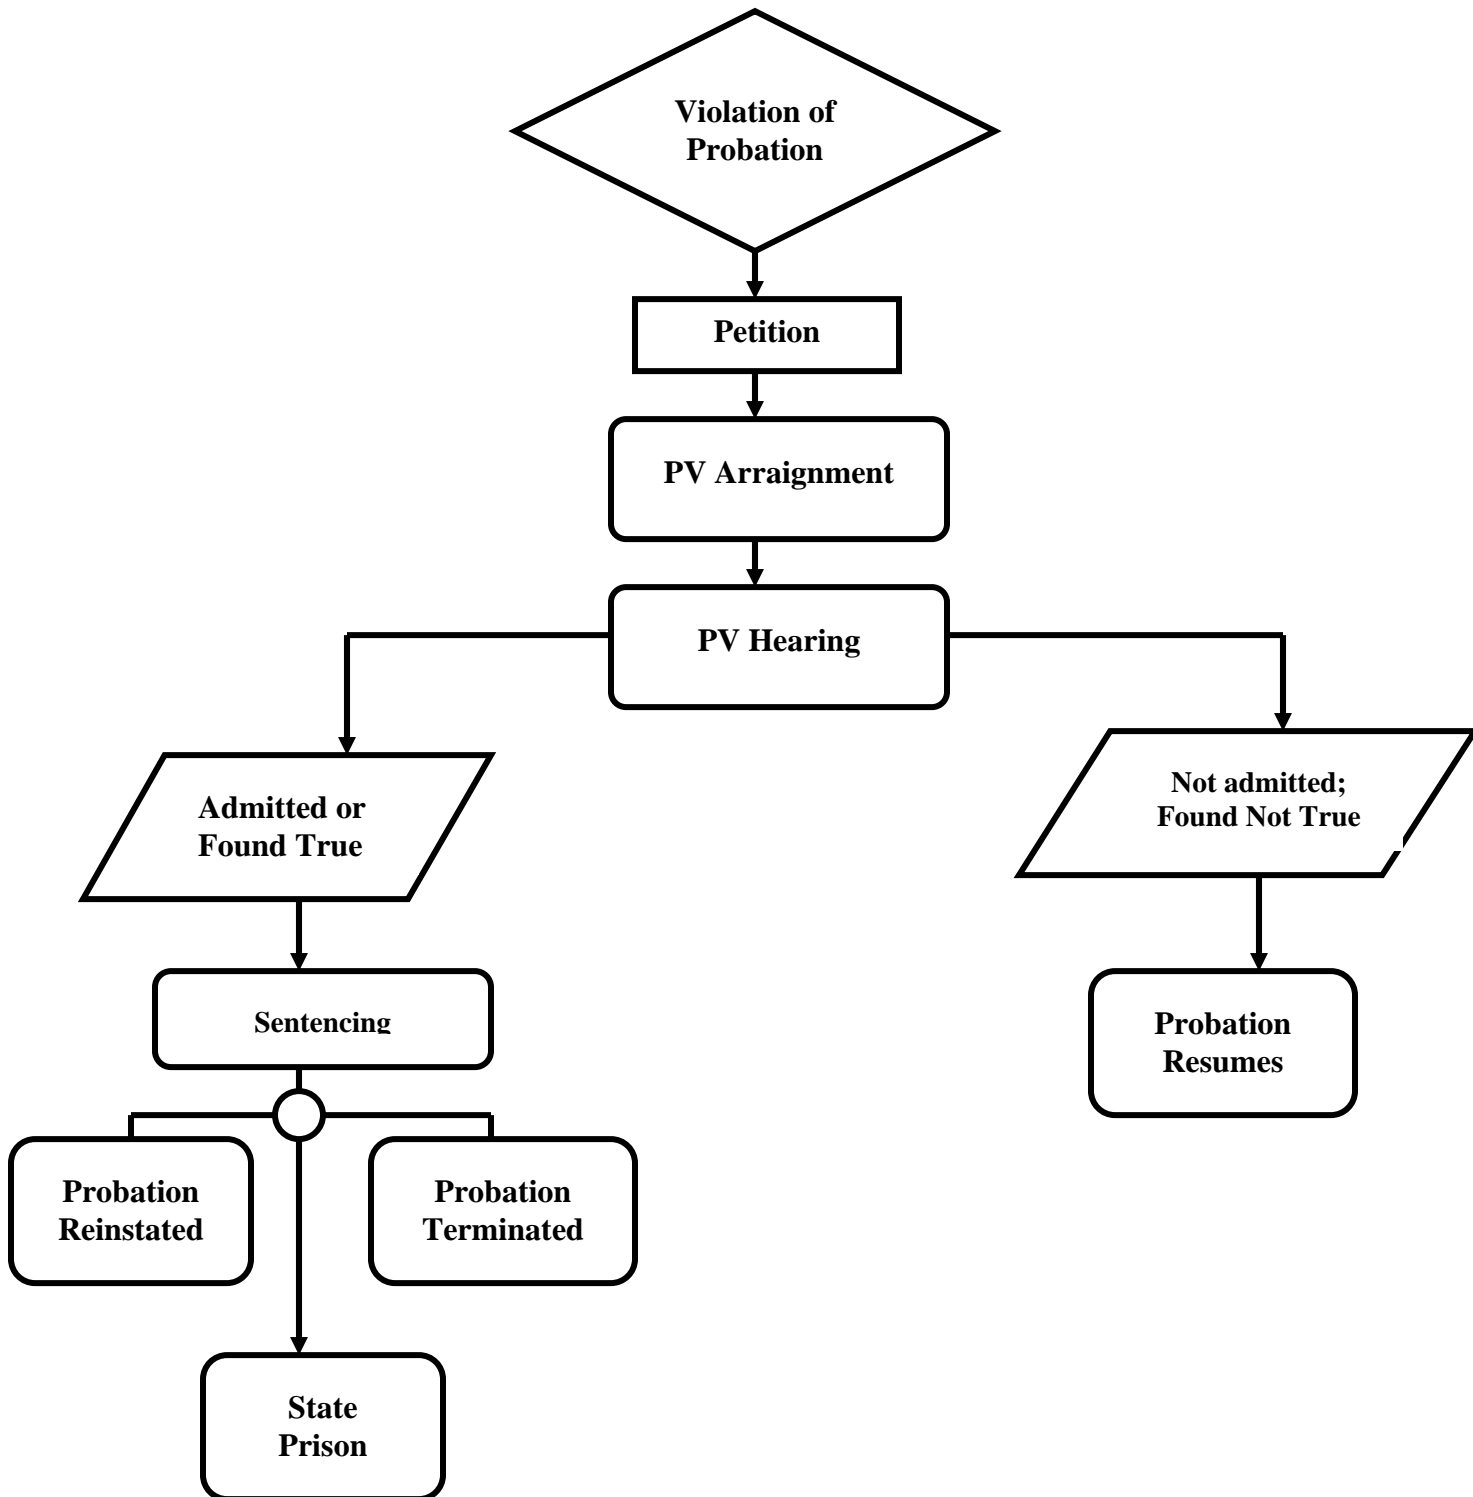 Violation of
Probation
Petition
PV Arraignment
PV Hearing
Admitted or
Found True
Not admitted;
Found Not True
Sentencing
Probation
Resumes
Probation
Reinstated
Probation
Terminated
State
Prison